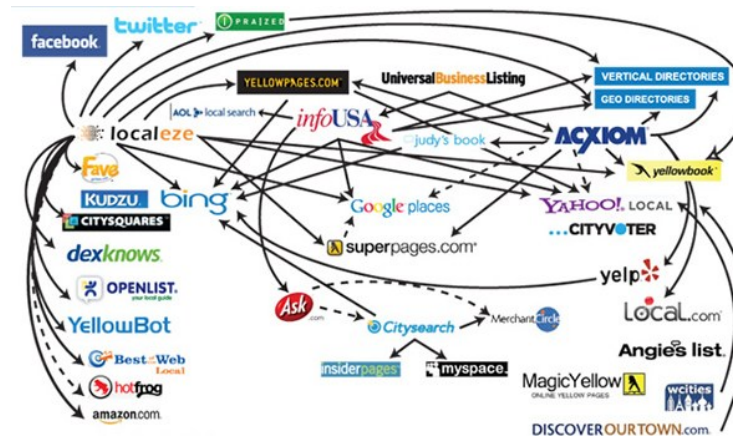 facebook
twitter
PRAIZED
YELLOWPAGES.COM
UniversalBusinessListing
VERTICAL DIRECTORIES
GEO DIRECTORIES
AOL local search
infoUSA
judy's book
ACXIOM
localeze
Fave
yellowbook
KUDZU
bing
Google places
YAHOO! LOCAL
CITYSQUARES
...CITYVOTER
superpages.com
dexknows
yelp
OPENLIST
your local guide
Ask.com
Local.com
YELLOWBOT
Citysearch
MerchantCircle
Angie's list
Best of the Web
Local
insiderpages
myspace
MagicYellow
ONLINE YELLOW PAGES
wcities
hotfrog
amazon.com
DISCOVEROURTOWN.com